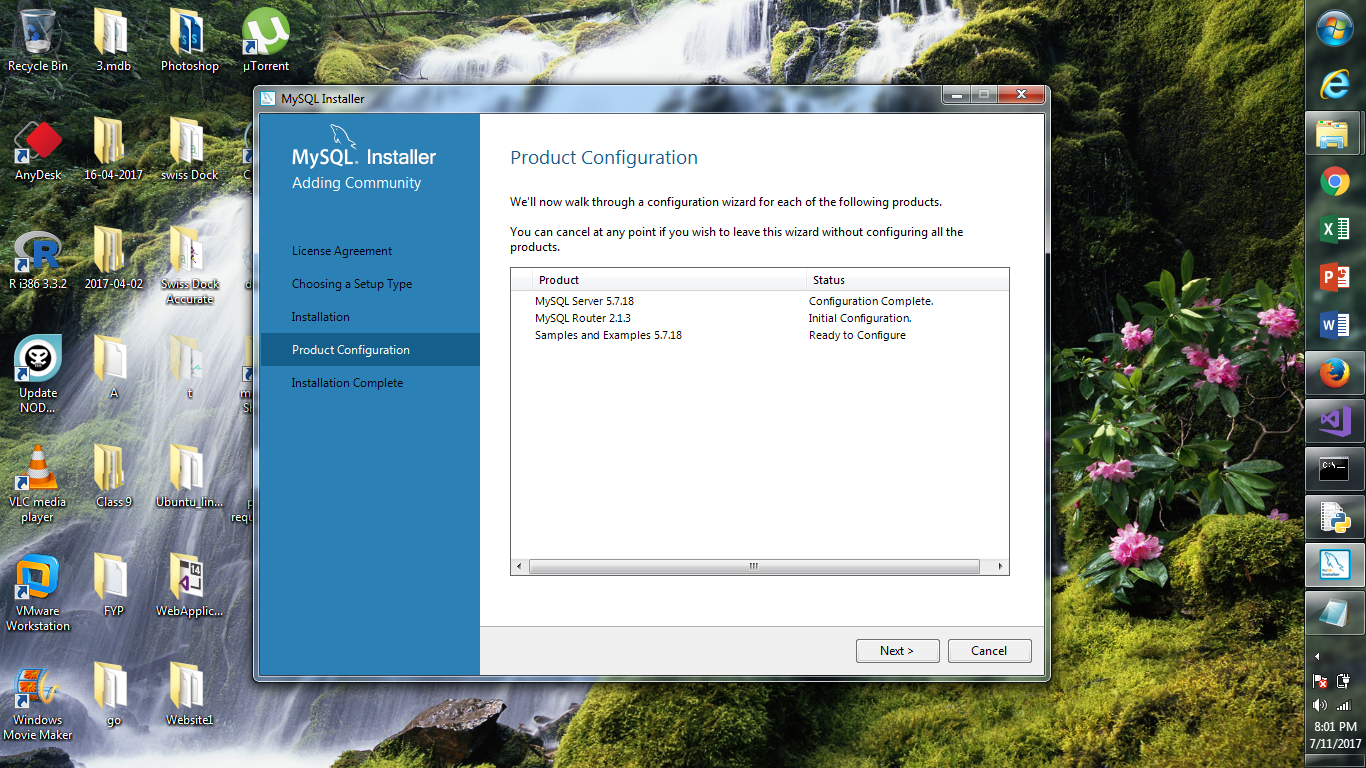 Recycle Bin
3.mdb
Photoshop
µTorrent
AnyDesk
16-04-2017
swiss Dock
R i386 3.3.2
2017-04-02
Swiss Dock
Accurate
Update
NOD...
A
t
VLC media
player
Class 9
Ubuntu_lin...
VMware
Workstation
FYP
14
WebApplic...
Windows
Movie Maker
go
Website1
MySQL Installer
MySQL. Installer
Adding Community
License Agreement
Choosing a Setup Type
Installation
Product Configuration
Installation Complete
Product Configuration
We'll now walk through a configuration wizard for each of the following products.
You can cancel at any point if you wish to leave this wizard without configuring all the
products.
Product Status
MySQL Server 5.7.18 Configuration Complete.
MySQL Router 2.1.3 Initial Configuration.
Samples and Examples 5.7.18 Ready to Configure
Next >
Cancel
8:01 PM
7/11/2017